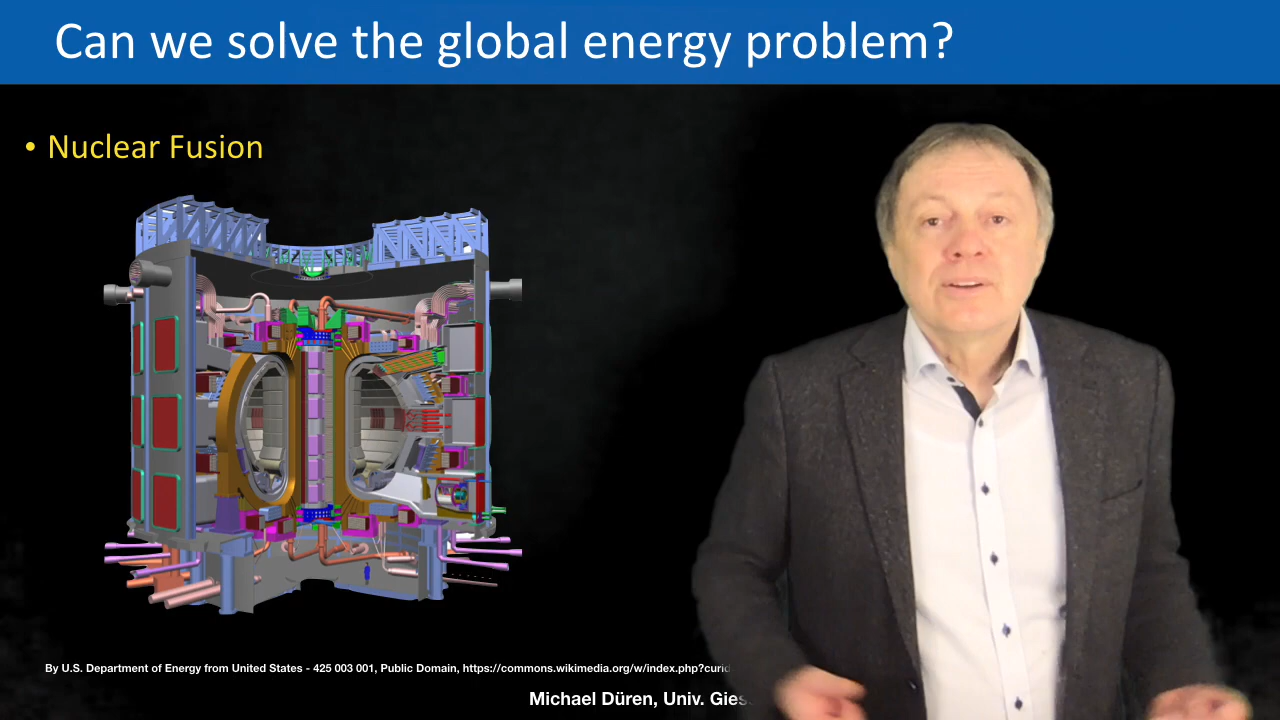 Can we solve the global energy problem?
• Nuclear Fusion
By U.S. Department of Energy from United States - 425 003 001, Public Domain, https://commons.wikimedia.org/w/index.php?curid
Michael Düren, Univ. Gies